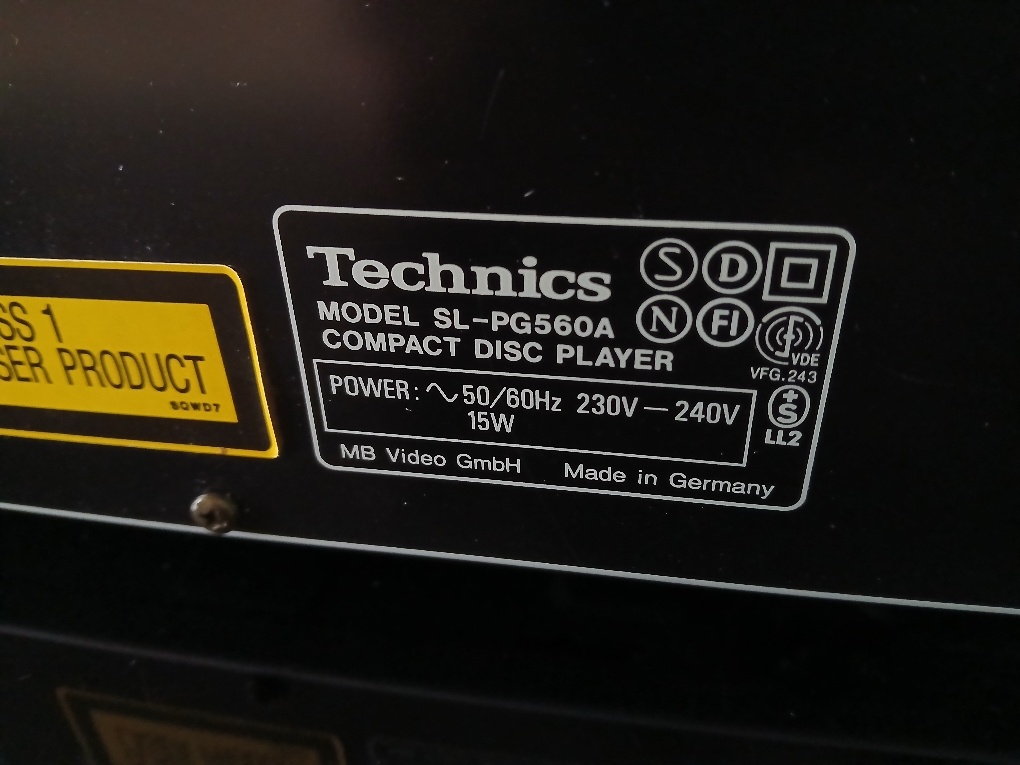 SS 1
SER PRODUCT
SQWD7
Technics
MODEL SL-PG560A
COMPACT DISC PLAYER
S D
N FI
VDE
VFG.243
+S
LL2
POWER: ∿ 50/60Hz 230V — 240V
15W
MB Video GmbH Made in Germany